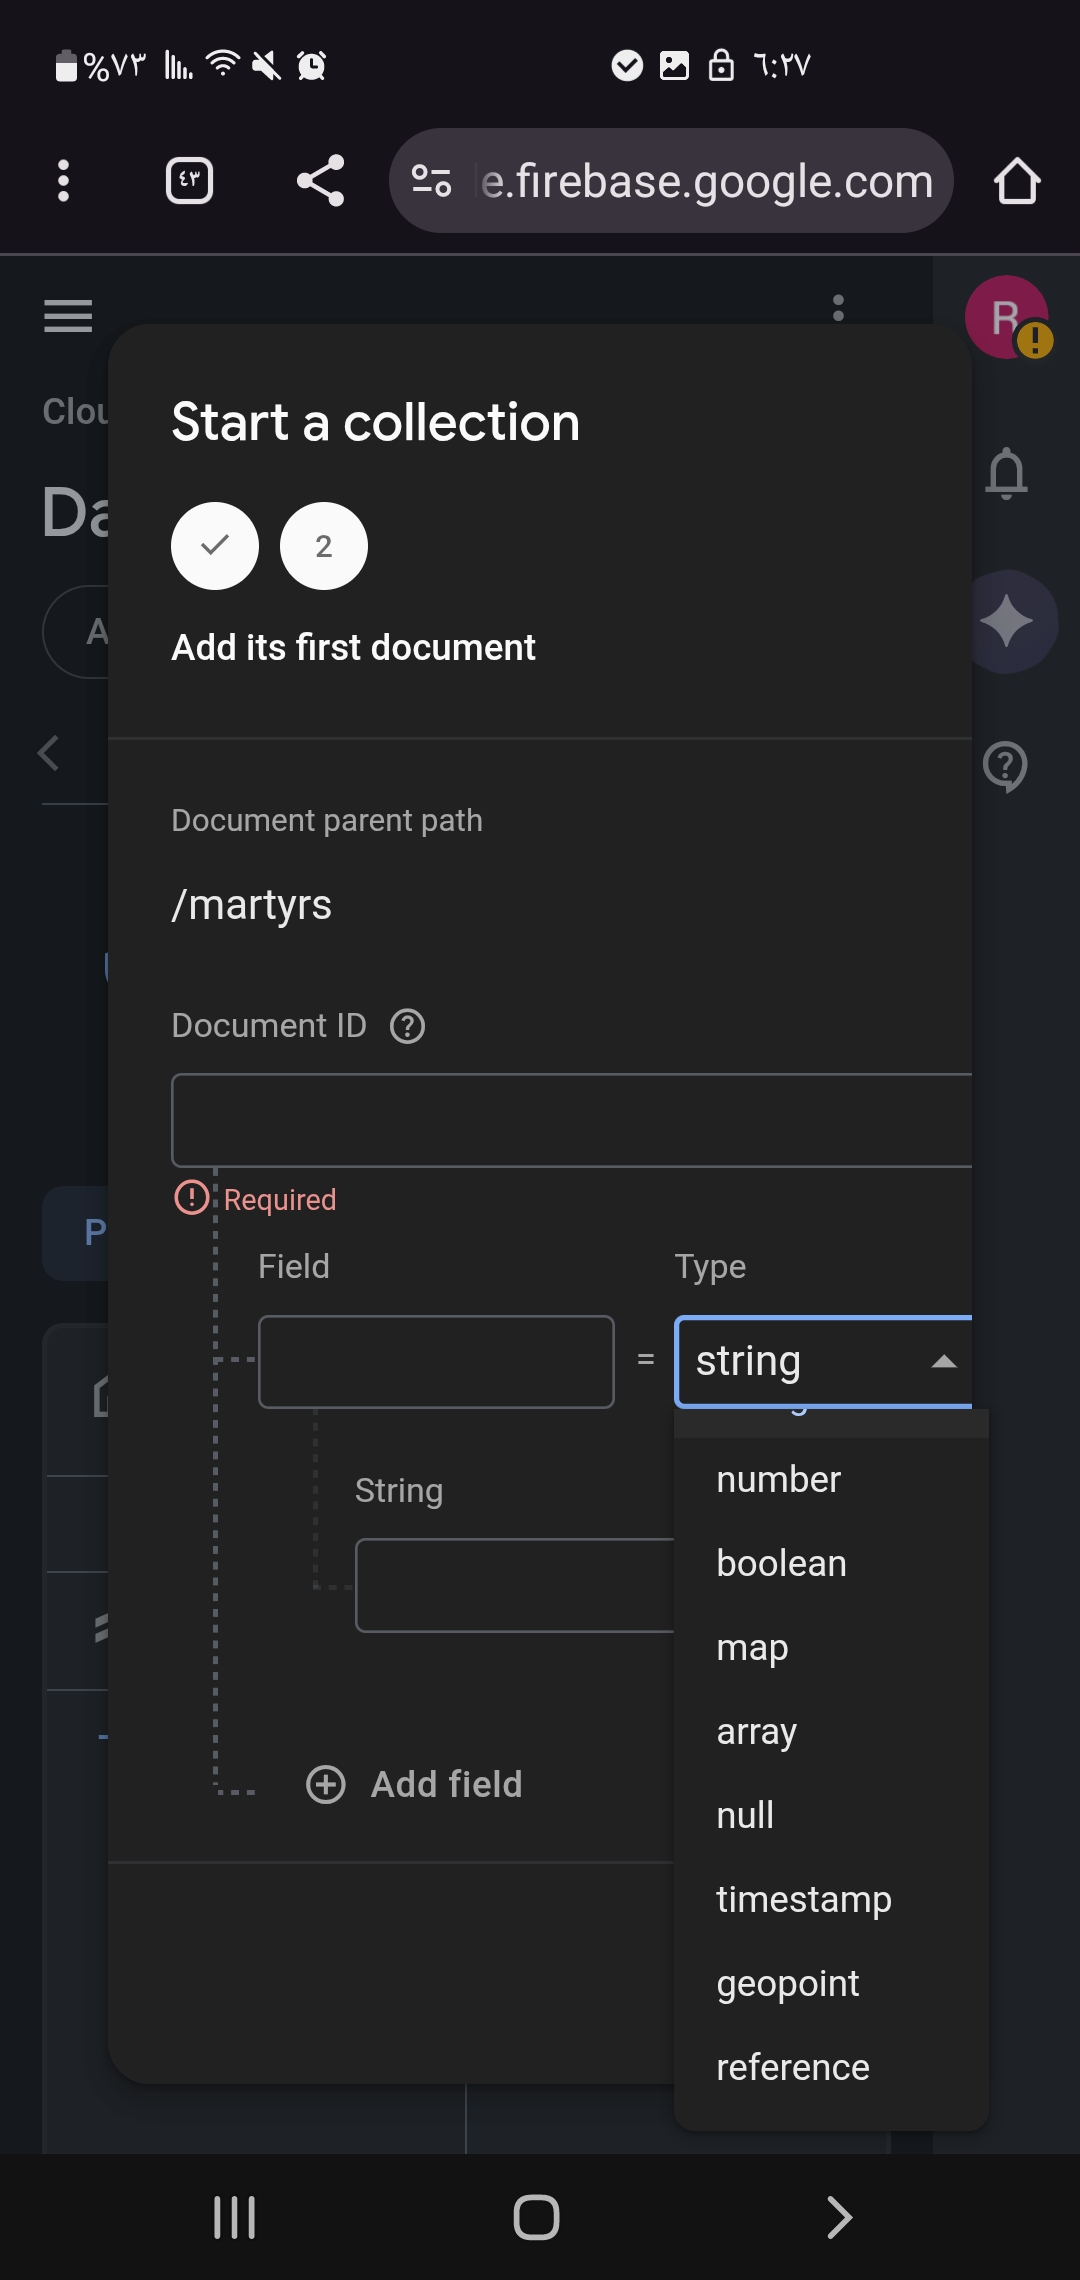 %٧٣ ٦:٢٧
٤٣ e.firebase.google.com
R
Clou
Start a collection
Da
2
A
Add its first document
Document parent path
/martyrs
Document ID
Required
P
Field
Type
= string
number
String
boolean
map
array
Add field
null
timestamp
geopoint
reference